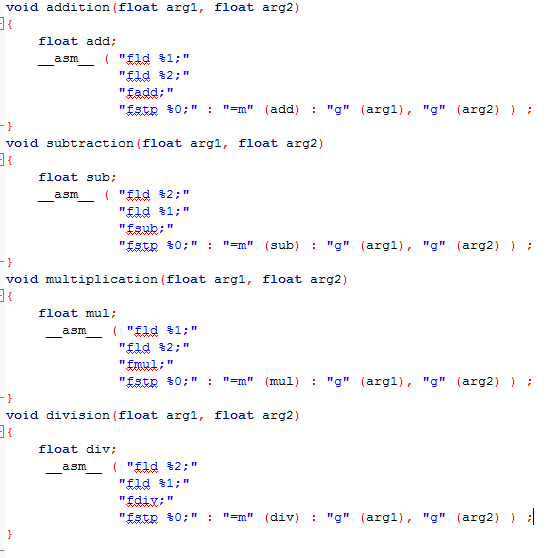 void addition(float arg1, float arg2)
{
    float add;
    __asm__ ( "fld %1;"
              "fld %2;"
              "fadd;"
              "fstp %0;" : "=m" (add) : "g" (arg1), "g" (arg2) ) ;
}
void subtraction(float arg1, float arg2)
{
    float sub;
    __asm__ ( "fld %2;"
              "fld %1;"
              "fsub;"
              "fstp %0;" : "=m" (sub) : "g" (arg1), "g" (arg2) ) ;
}
void multiplication(float arg1, float arg2)
{
    float mul;
     __asm__ ( "fld %1;"
              "fld %2;"
              "fmul;"
              "fstp %0;" : "=m" (mul) : "g" (arg1), "g" (arg2) ) ;
}
void division(float arg1, float arg2)
{
    float div;
     __asm__ ( "fld %2;"
              "fld %1;"
              "fdiv;"
              "fstp %0;" : "=m" (div) : "g" (arg1), "g" (arg2) ) ;
}